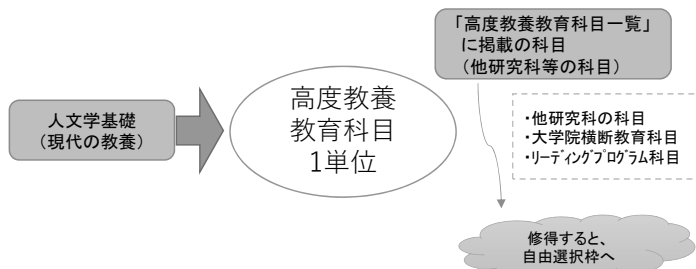 「高度教養教育科目一覧」
に掲載の科目
(他研究科等の科目)
人文学基礎
(現代の教養)
高度教養
教育科目
1単位
・他研究科の科目
・大学院横断教育科目
・リーディングプログラム科目
修得すると、
自由選択枠へ